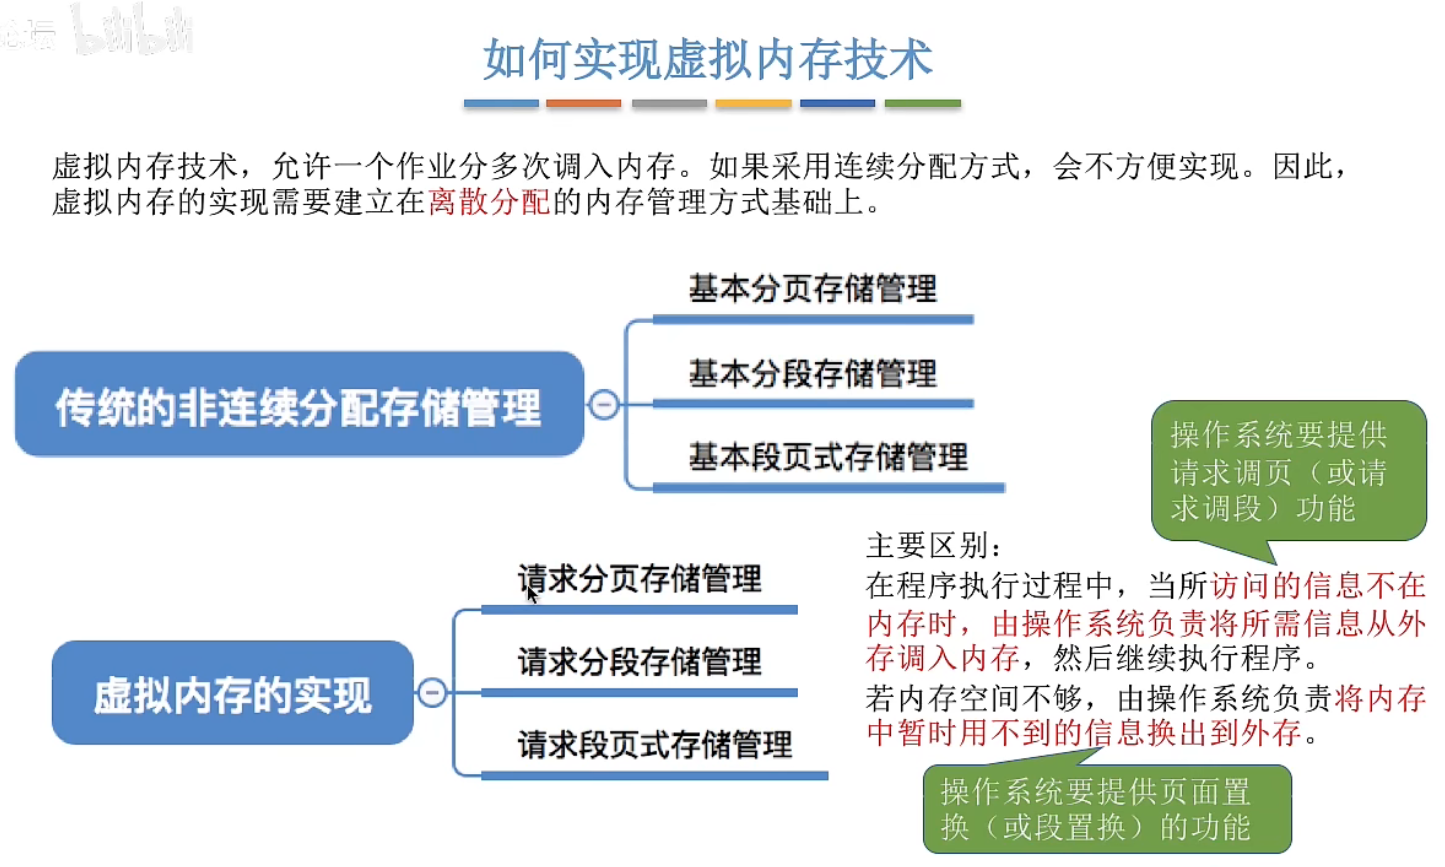 论坛 bilibili
如何实现虚拟内存技术
虚拟内存技术，允许一个作业分多次调入内存。如果采用连续分配方式，会不方便实现。因此，
虚拟内存的实现需要建立在离散分配的内存管理方式基础上。
传统的非连续分配存储管理
基本分页存储管理
基本分段存储管理
基本段页式存储管理
虚拟内存的实现
请求分页存储管理
请求分段存储管理
请求段页式存储管理
操作系统要提供
请求调页（或请
求调段）功能
主要区别：
在程序执行过程中，当所访问的信息不在
内存时，由操作系统负责将所需信息从外
存调入内存，然后继续执行程序。
若内存空间不够，由操作系统负责将内存
中暂时用不到的信息换出到外存。
操作系统要提供页面置
换（或段置换）的功能